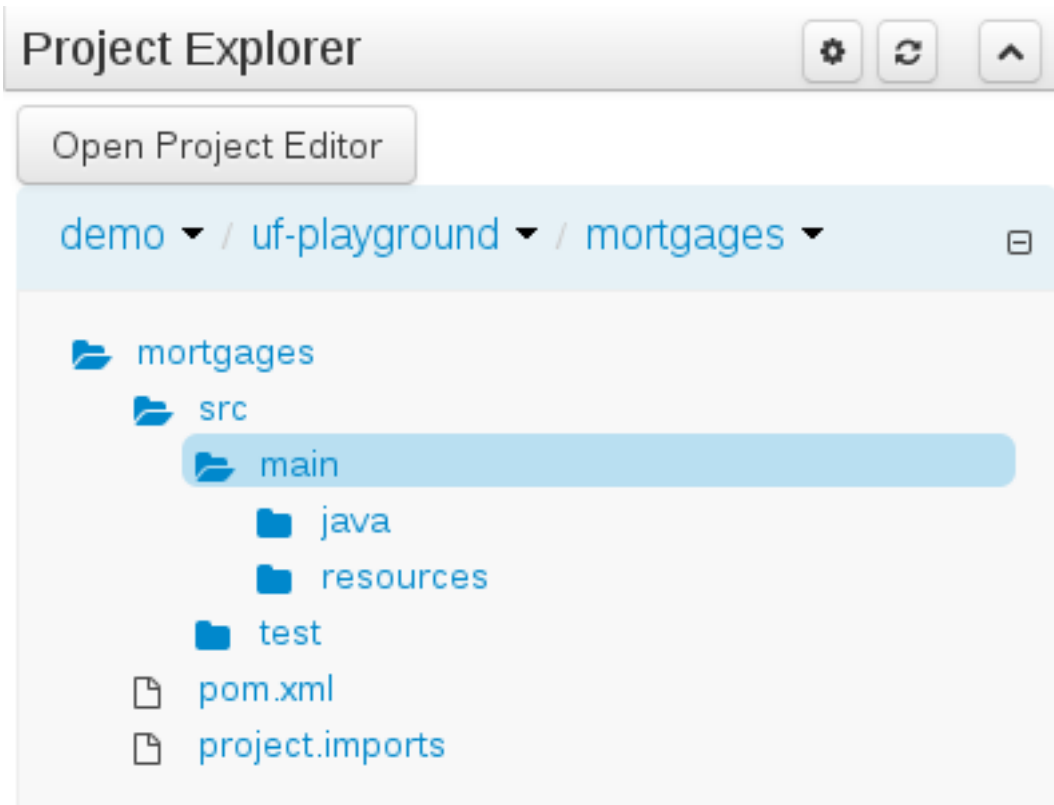 Project Explorer
Open Project Editor
demo / uf-playground / mortgages
mortgages
src
main
java
resources
test
pom.xml
project.imports